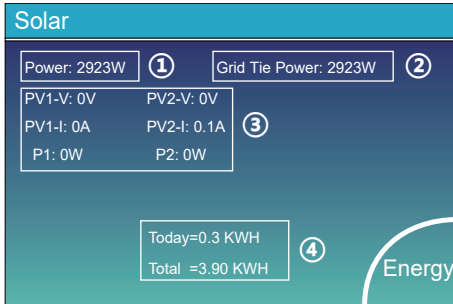 Solar
Power: 2923W ① Grid Tie Power: 2923W ②
PV1-V: 0V PV2-V: 0V
PV1-I: 0A PV2-I: 0.1A ③
P1: 0W P2: 0W
Today=0.3 KWH
Total =3.90 KWH ④
Energy